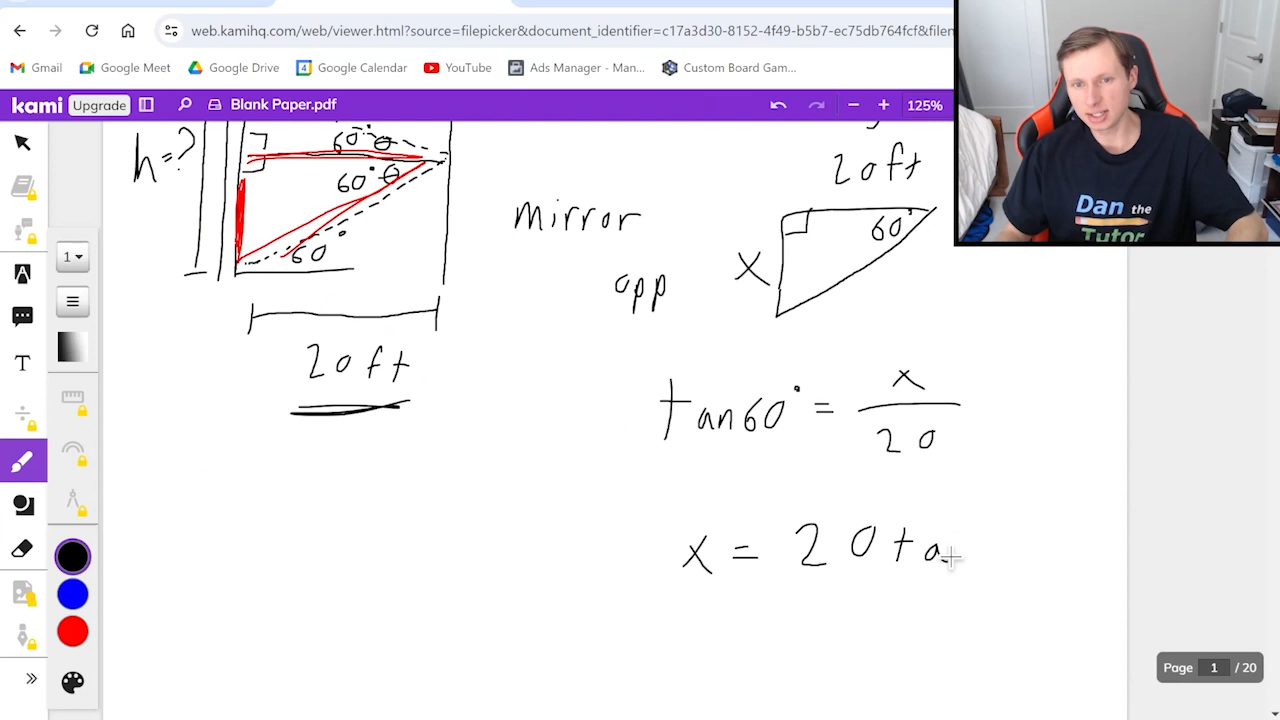 web.kamihq.com/web/viewer.html?source=filepicker&document_identifier=c17a3d30-8152-4f49-b5b7-ec75db764fcf&filen
Gmail Google Meet Google Drive 4 Google Calendar YouTube Ads Manager - Man... Custom Board Gam...
kami Upgrade Blank Paper.pdf 125%
h=?
60° θ
60° θ
60°
20ft
mirror
opp
20ft
60°
x
tan60° = x
20
x = 20ta
1
T
Dan the
Tutor
Page 1 / 20